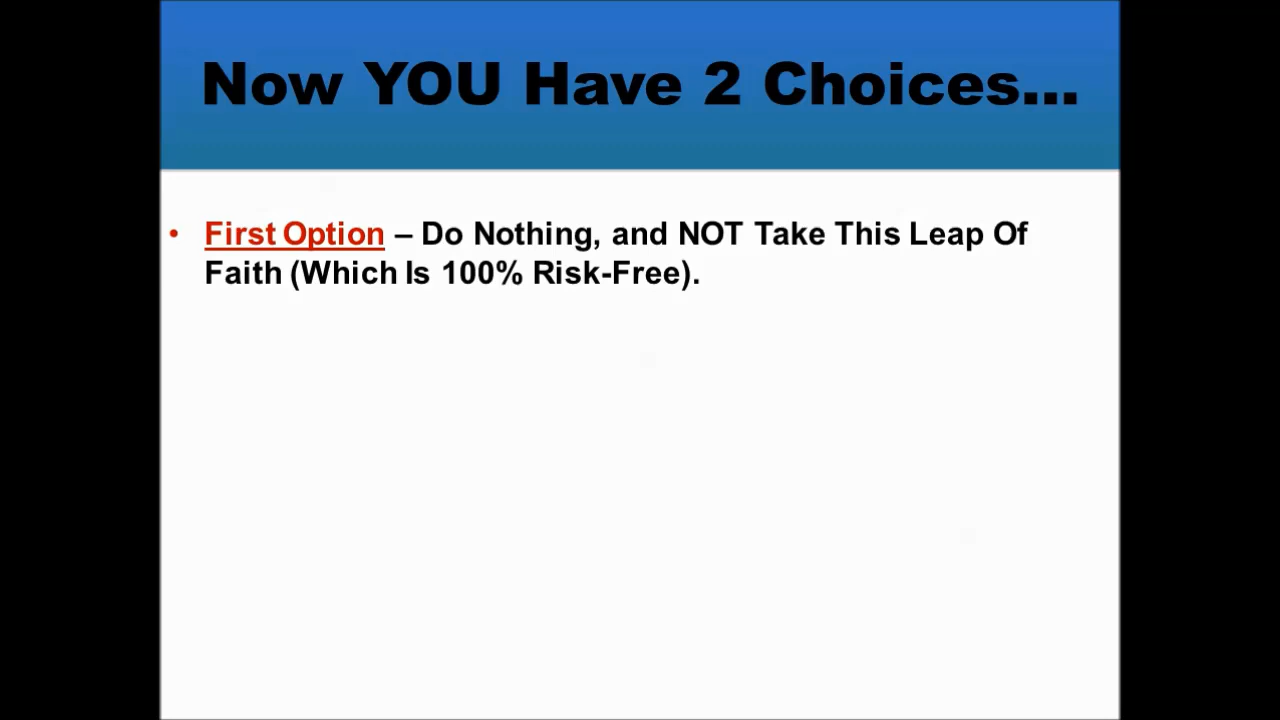 Now YOU Have 2 Choices...
• First Option – Do Nothing, and NOT Take This Leap Of
Faith (Which Is 100% Risk-Free).